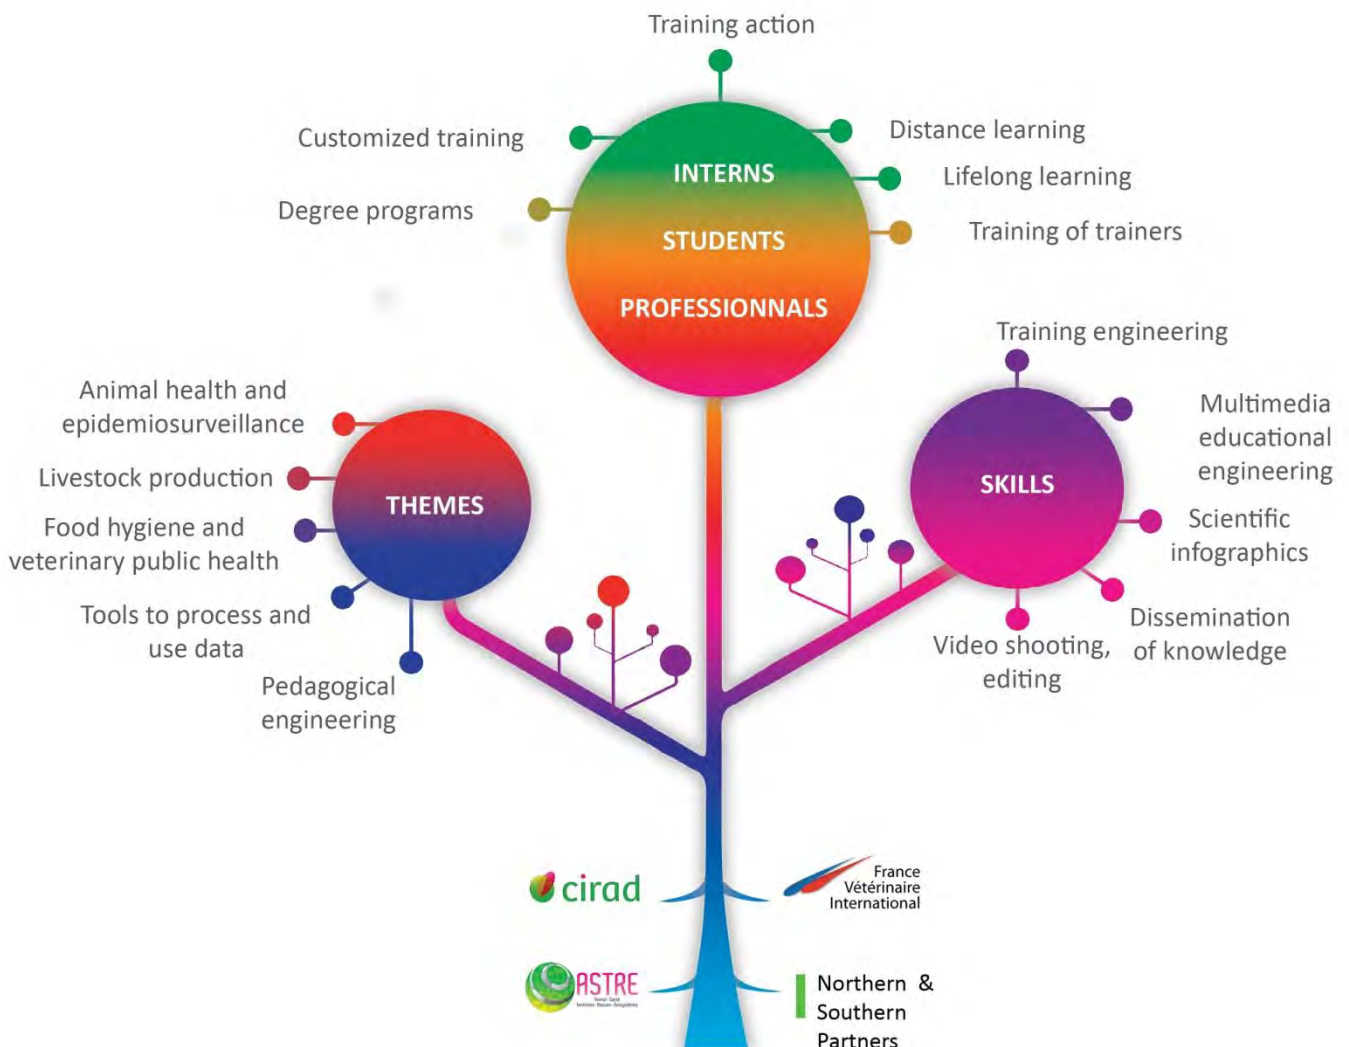 Training action
Customized training
Distance learning
INTERNS
Lifelong learning
Degree programs
STUDENTS
Training of trainers
PROFESSIONNALS
Training engineering
Animal health and
epidemiosurveillance
Multimedia
educational
engineering
Livestock production
THEMES
SKILLS
Food hygiene and
veterinary public health
Scientific
infographics
Tools to process and
use data
Dissemination
of knowledge
Video shooting,
editing
Pedagogical
engineering
cirad
France
Vétérinaire
International
ASTRE
Northern &
Southern
Partners